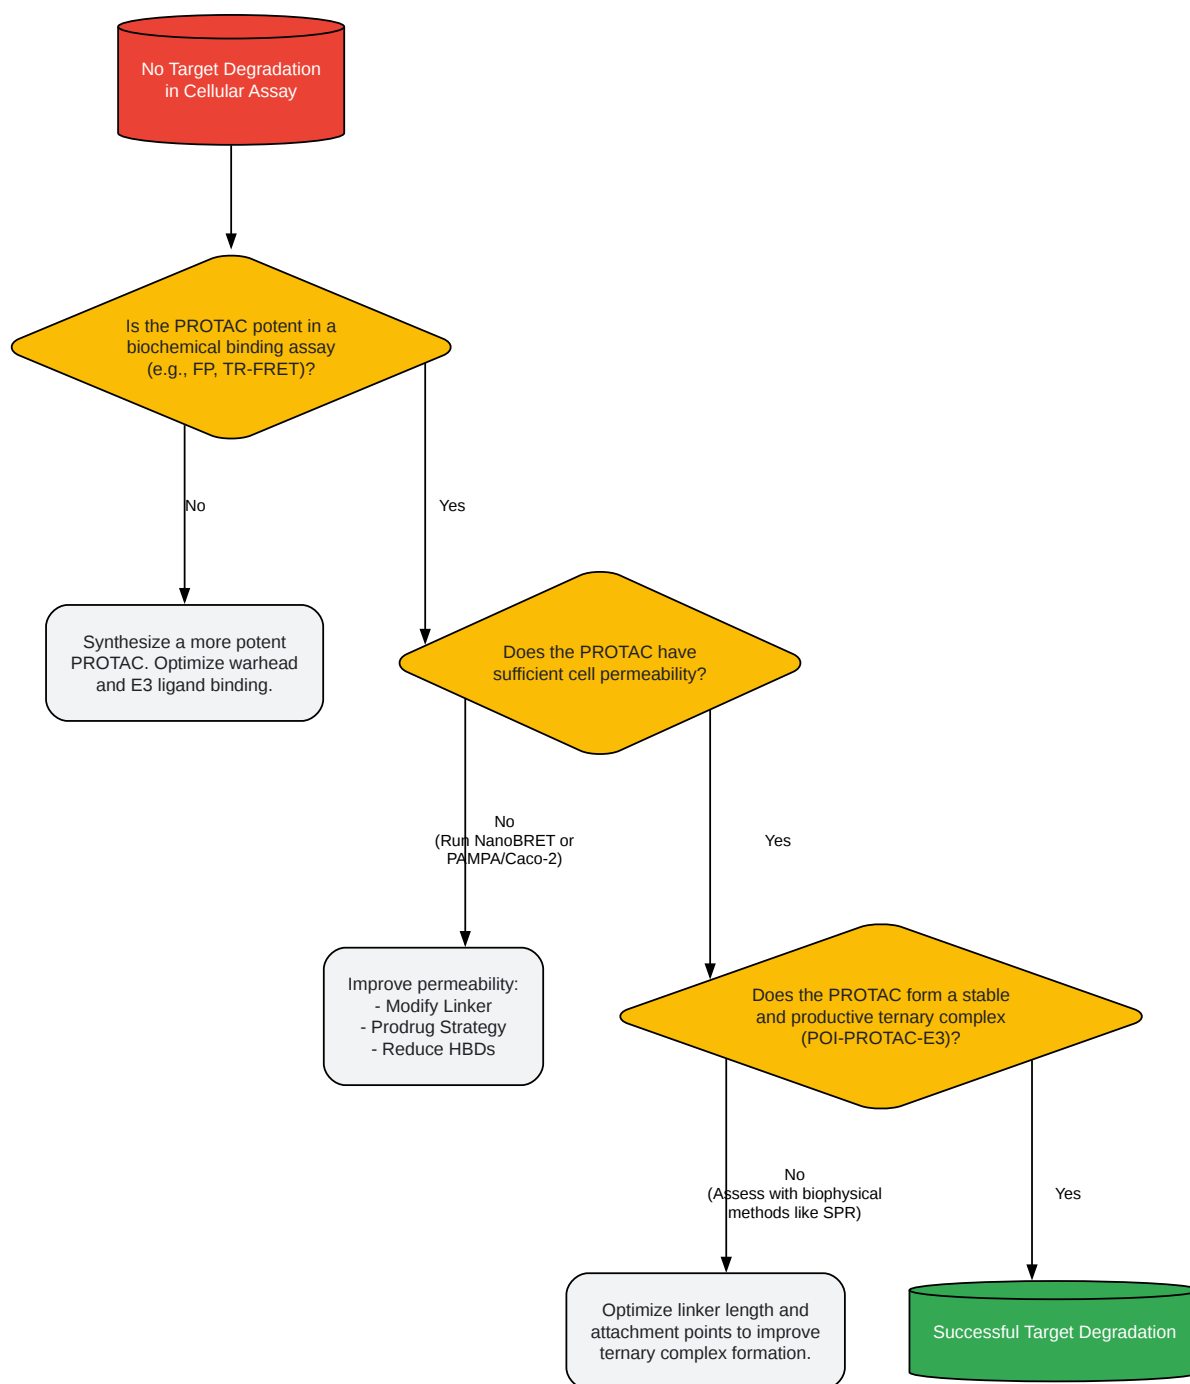 No Target Degradation
in Cellular Assay
Is the PROTAC potent in a
biochemical binding assay
(e.g., FP, TR-FRET)?
No
Yes
Synthesize a more potent
PROTAC. Optimize warhead
and E3 ligand binding.
Does the PROTAC have
sufficient cell permeability?
No
(Run NanoBRET or
PAMPA/Caco-2)
Yes
Improve permeability:
- Modify Linker
- Prodrug Strategy
- Reduce HBDs
Does the PROTAC form a stable
and productive ternary complex
(POI-PROTAC-E3)?
No
(Assess with biophysical
methods like SPR)
Yes
Optimize linker length and
attachment points to improve
ternary complex formation.
Successful Target Degradation